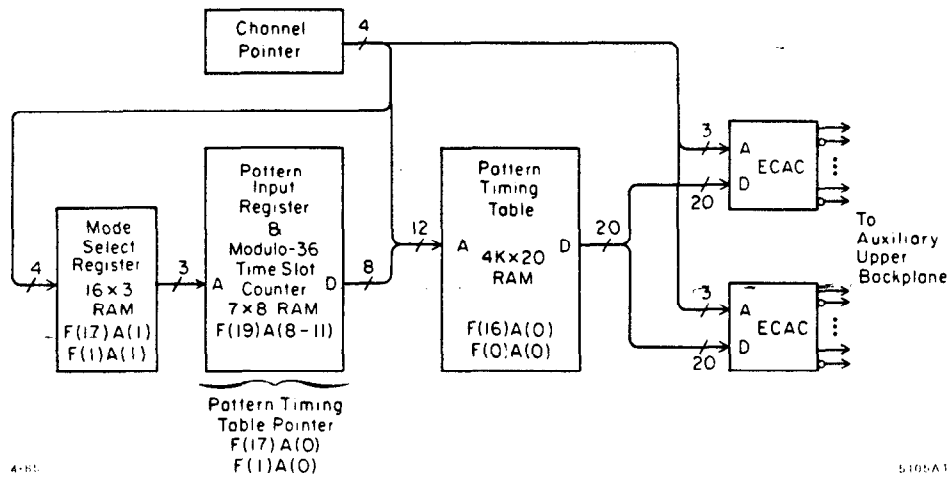 Channel
Pointer
4
Mode
Select
Register
16×3
RAM
F(17)A(1)
F(1)A(1)
4
3
Pattern
Input
Register
&
Modulo-36
Time Slot
Counter
7×8 RAM
F(19)A(8-11)
A
D
8
Pattern Timing
Table Pointer
F(17)A(0)
F(1)A(0)
12
Pattern
Timing
Table
A
D
4K×20
RAM
F(16)A(0)
F(0)A(0)
20
3
A
ECAC
D
20
3
A
ECAC
D
20
To
Auxiliary
Upper
Backplane
4-85
5105A1